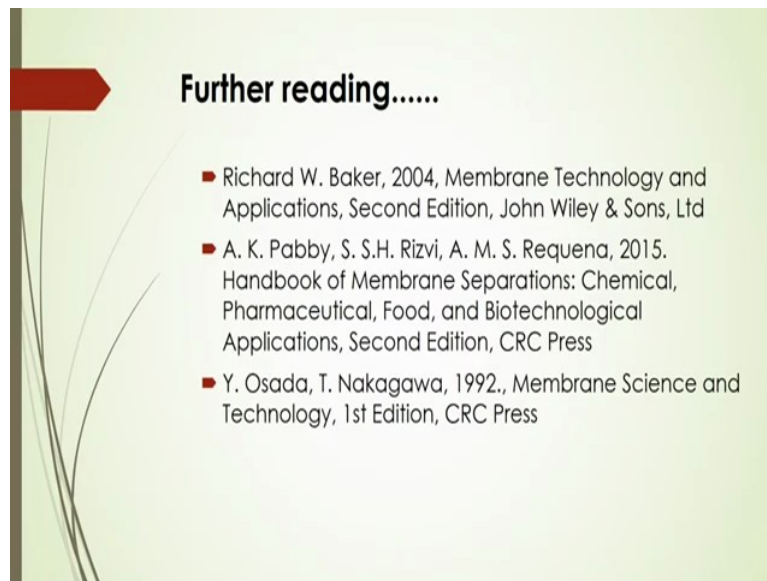 Further reading......
Richard W. Baker, 2004, Membrane Technology and
Applications, Second Edition, John Wiley & Sons, Ltd
A. K. Pabby, S. S.H. Rizvi, A. M. S. Requena, 2015.
Handbook of Membrane Separations: Chemical,
Pharmaceutical, Food, and Biotechnological
Applications, Second Edition, CRC Press
Y. Osada, T. Nakagawa, 1992., Membrane Science and
Technology, 1st Edition, CRC Press